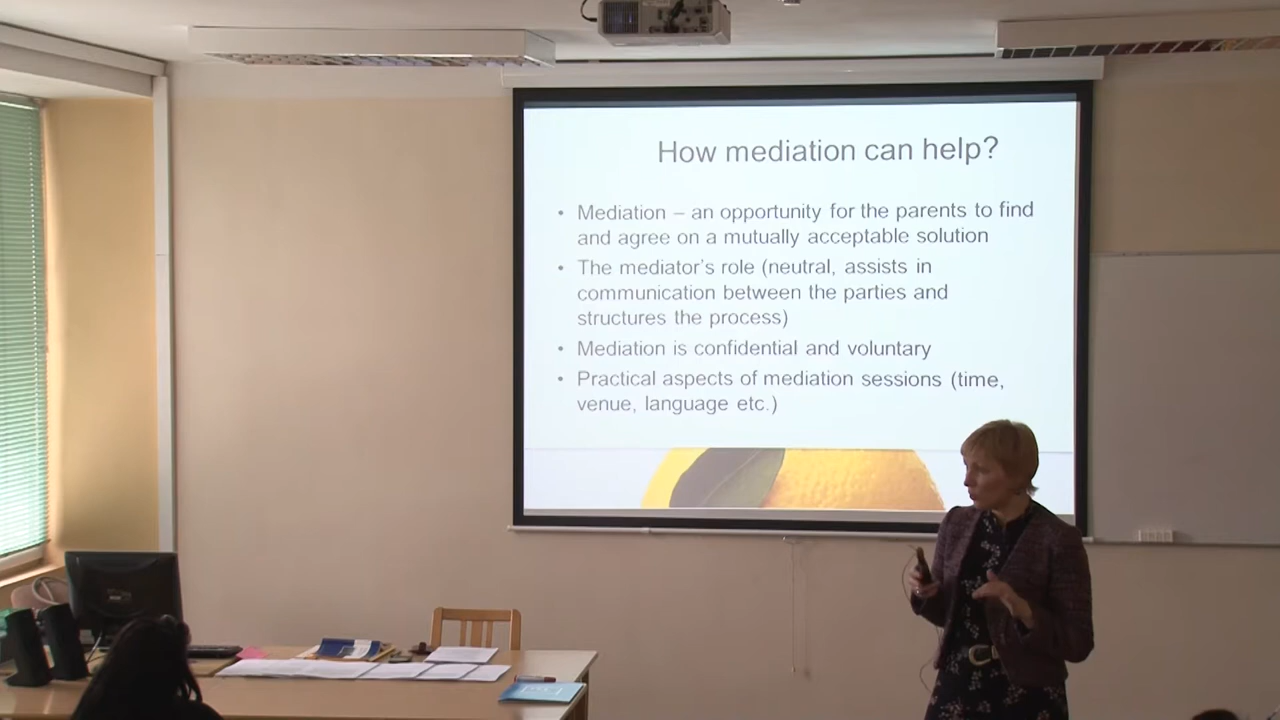 How mediation can help?
• Mediation – an opportunity for the parents to find
and agree on a mutually acceptable solution
• The mediator's role (neutral, assists in
communication between the parties and
structures the process)
• Mediation is confidential and voluntary
• Practical aspects of mediation sessions (time,
venue, language etc.)